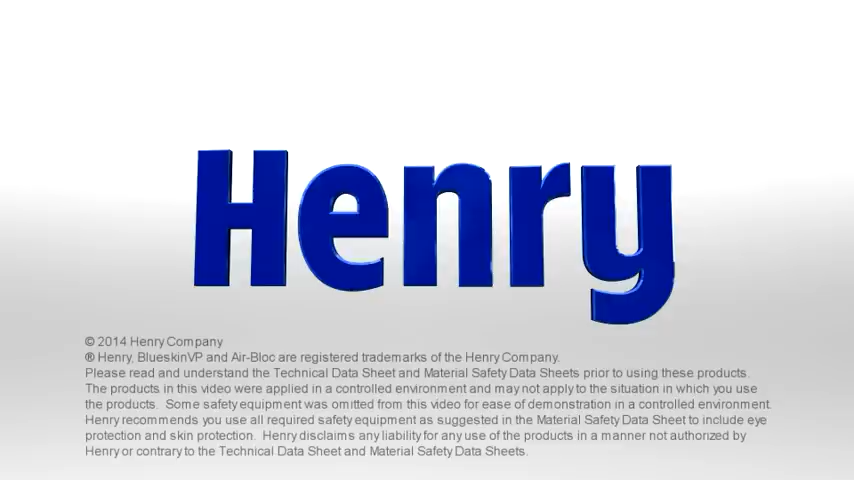 Henry
© 2014 Henry Company
® Henry, BlueskinVP and Air-Bloc are registered trademarks of the Henry Company.
Please read and understand the Technical Data Sheet and Material Safety Data Sheets prior to using these products.
The products in this video were applied in a controlled environment and may not apply to the situation in which you use
the products. Some safety equipment was omitted from this video for ease of demonstration in a controlled environment.
Henry recommends you use all required safety equipment as suggested in the Material Safety Data Sheet to include eye
protection and skin protection. Henry disclaims any liability for any use of the products in a manner not authorized by
Henry or contrary to the Technical Data Sheet and Material Safety Data Sheets.